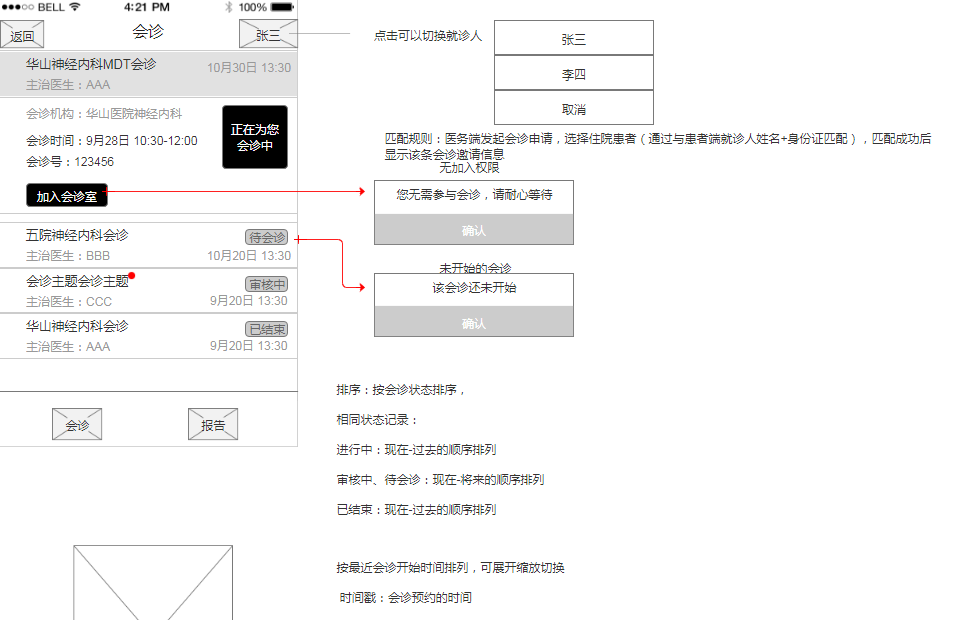 BELL 4:21 PM 100%
返回 会诊 张三
华山神经内科MDT会诊 10月30日 13:30
主治医生：AAA
会诊机构：华山医院神经内科
会诊时间：9月28日 10:30-12:00
会诊号：123456
正在为您
会诊中
加入会诊室
五院神经内科会诊 待会诊
主治医生：BBB 10月20日 13:30
会诊主题会诊主题 审核中
主治医生：CCC 9月20日 13:30
华山神经内科会诊 已结束
主治医生：AAA 9月20日 13:30
会诊 报告
点击可以切换就诊人
张三
李四
取消
匹配规则：医务端发起会诊申请，选择住院患者（通过与患者端就诊人姓名+身份证匹配），匹配成功后
显示该条会诊邀请信息
无加入权限
您无需参与会诊，请耐心等待
确认
未开始的会诊
该会诊还未开始
确认
排序：按会诊状态排序，
相同状态记录：
进行中：现在-过去的顺序排列
审核中、待会诊：现在-将来的顺序排列
已结束：现在-过去的顺序排列
按最近会诊开始时间排列，可展开缩放切换
时间戳：会诊预约的时间